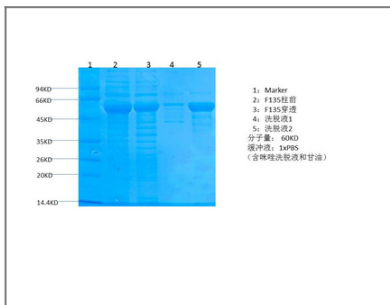 1 2 3 4 5
94KD
66KD
45KD
35KD
26KD
20KD
14.4KD
1: Marker
2: F135柱前
3: F135穿透
4: 洗脱液1
5: 洗脱液2
分子量: 60KD
缓冲液: 1xPBS
(含咪唑洗脱液和甘油)